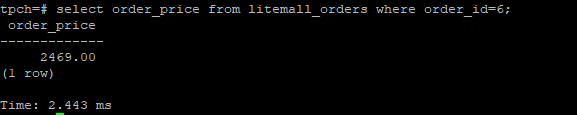 tpch=# select order_price from litemall_orders where order_id=6;
order_price
-------------
2469.00
(1 row)
Time: 2.443 ms